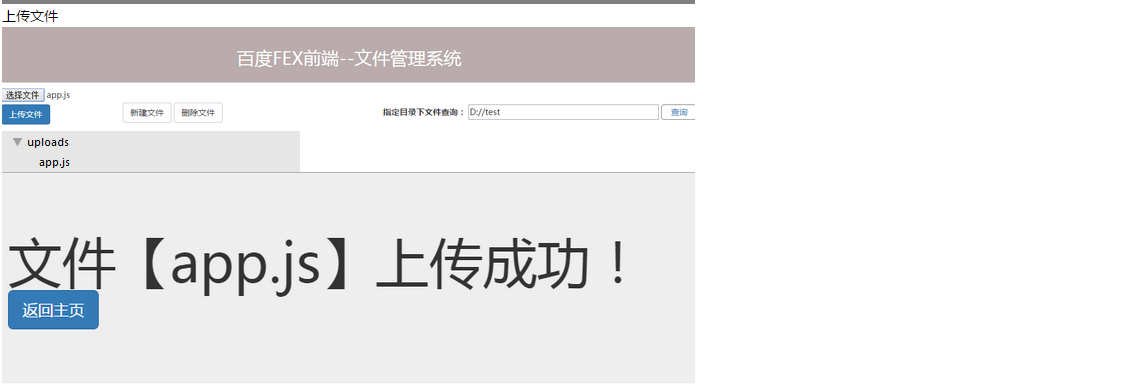 上传文件
百度FEX前端--文件管理系统
选择文件 app.js
上传文件 新建文件 删除文件 指定目录下文件查询： D://test 查询
uploads
app.js
文件【app.js】上传成功！
返回主页